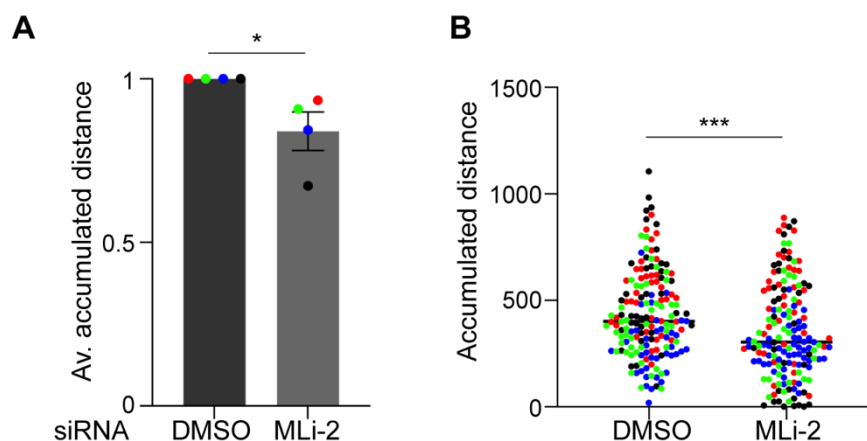 A
*
Av. accumulated distance
1
0.5
0
siRNA DMSO MLi-2
B
***
Accumulated distance
1500
1000
500
0
DMSO MLi-2